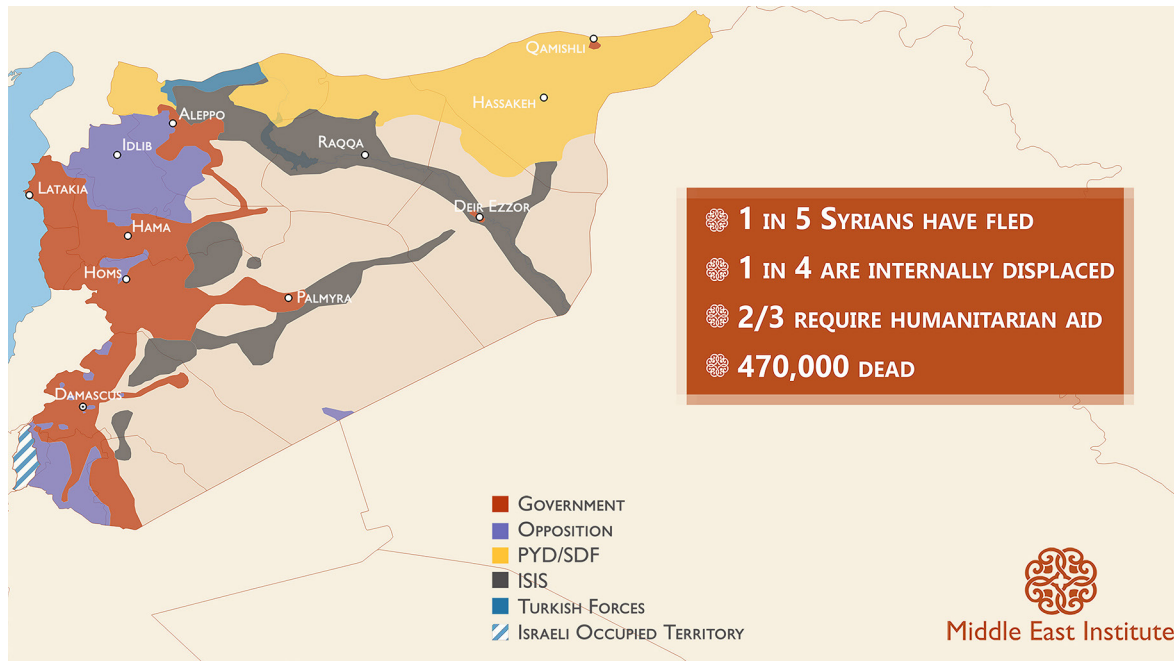 Qamishli
Hassakeh
Aleppo
Idlib
Raqqa
Latakia
Deir Ezzor
Hama
Homs
Palmyra
Damascus
1 in 5 Syrians have fled
1 in 4 are internally displaced
2/3 require humanitarian aid
470,000 dead
Government
Opposition
PYD/SDF
ISIS
Turkish Forces
Israeli Occupied Territory
Middle East Institute